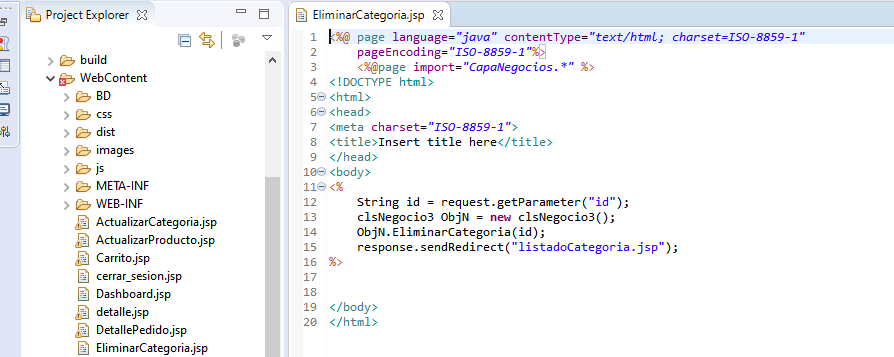 Project Explorer
build
WebContent
BD
css
dist
images
js
META-INF
WEB-INF
ActualizarCategoria.jsp
ActualizarProducto.jsp
Carrito.jsp
cerrar_sesion.jsp
Dashboard.jsp
detalle.jsp
DetallePedido.jsp
EliminarCategoria.jsp
EliminarCategoria.jsp
1 <%@ page language="java" contentType="text/html; charset=ISO-8859-1"
2     pageEncoding="ISO-8859-1"%>
3     <%@page import="CapaNegocios.*" %>
4 <!DOCTYPE html>
5 <html>
6 <head>
7 <meta charset="ISO-8859-1">
8 <title>Insert title here</title>
9 </head>
10 <body>
11 <%
12     String id = request.getParameter("id");
13     clsNegocio3 ObjN = new clsNegocio3();
14     ObjN.EliminarCategoria(id);
15     response.sendRedirect("listadoCategoria.jsp");
16 %>
17
18
19 </body>
20 </html>